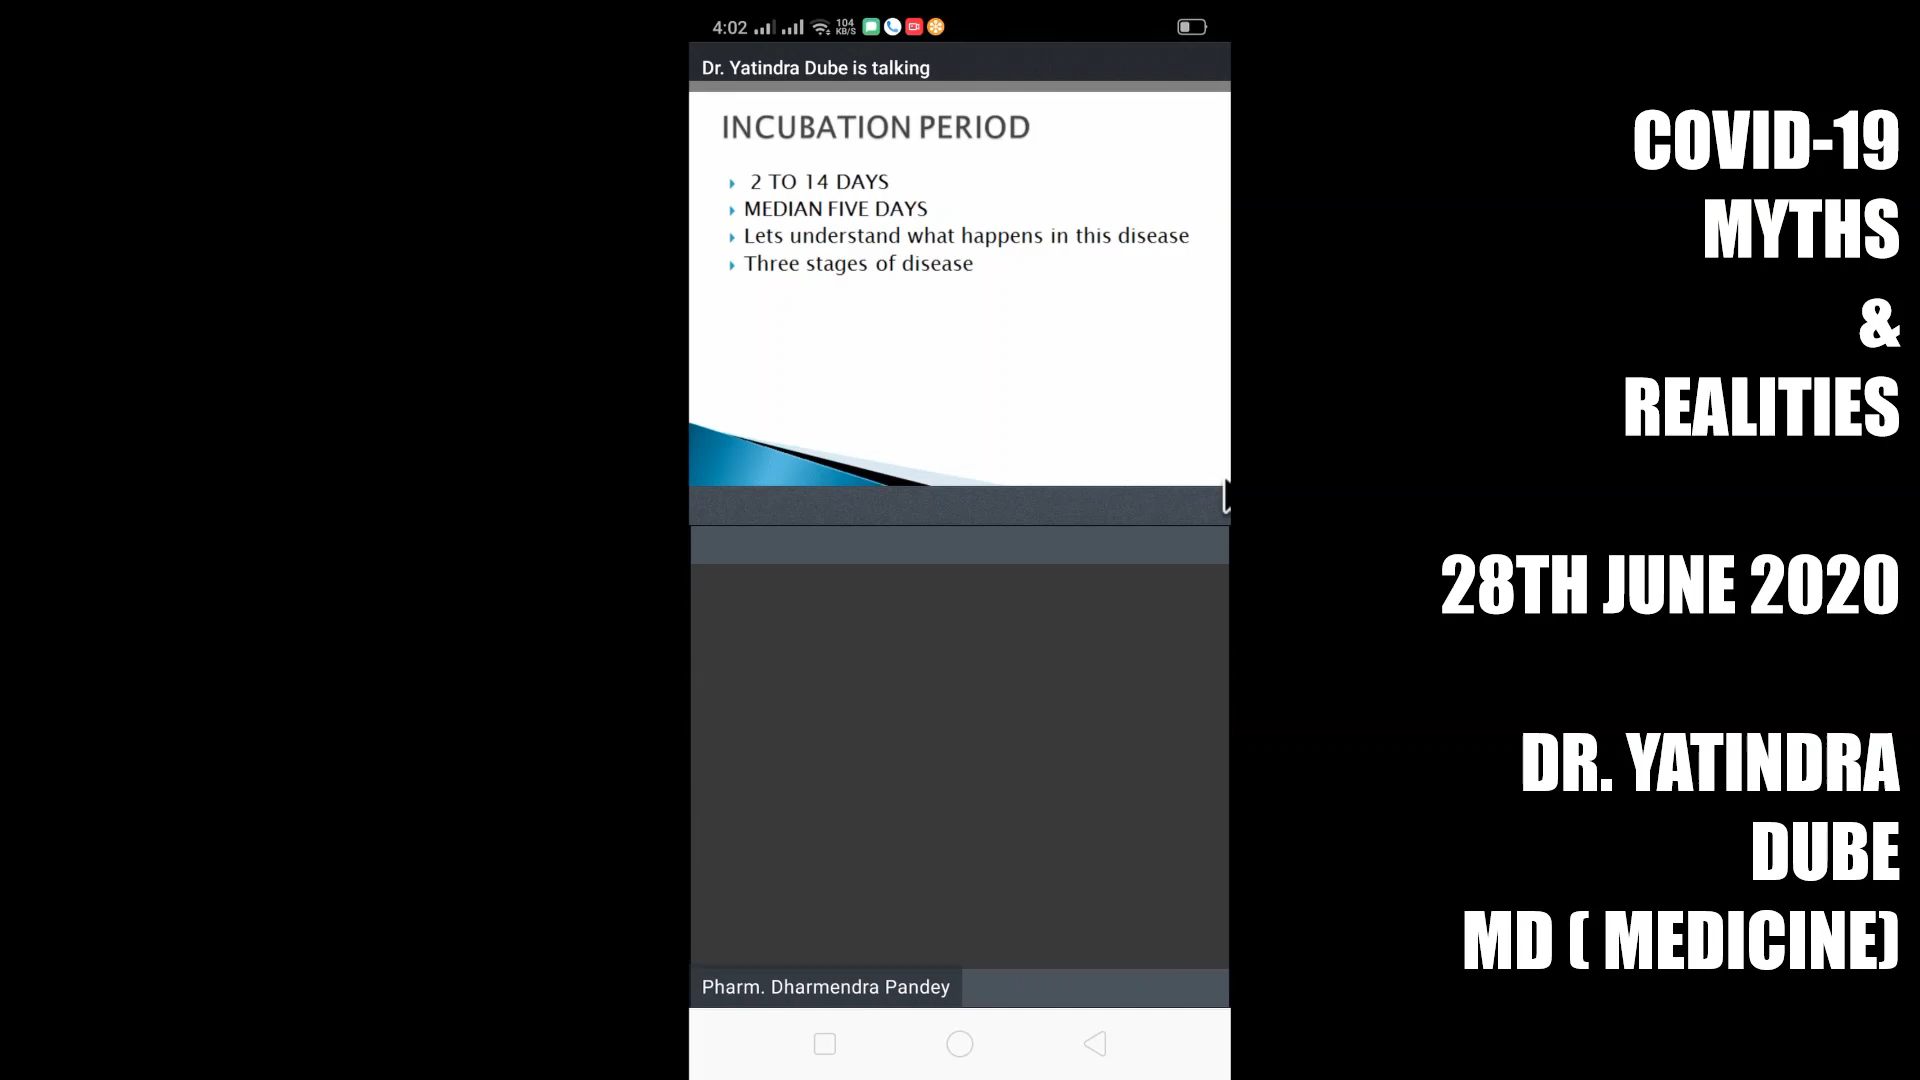 4:02
104
KB/S
Dr. Yatindra Dube is talking
INCUBATION PERIOD
2 TO 14 DAYS
MEDIAN FIVE DAYS
Lets understand what happens in this disease
Three stages of disease
Pharm. Dharmendra Pandey
COVID-19
MYTHS
&
REALITIES
28TH JUNE 2020
DR. YATINDRA
DUBE
MD ( MEDICINE)